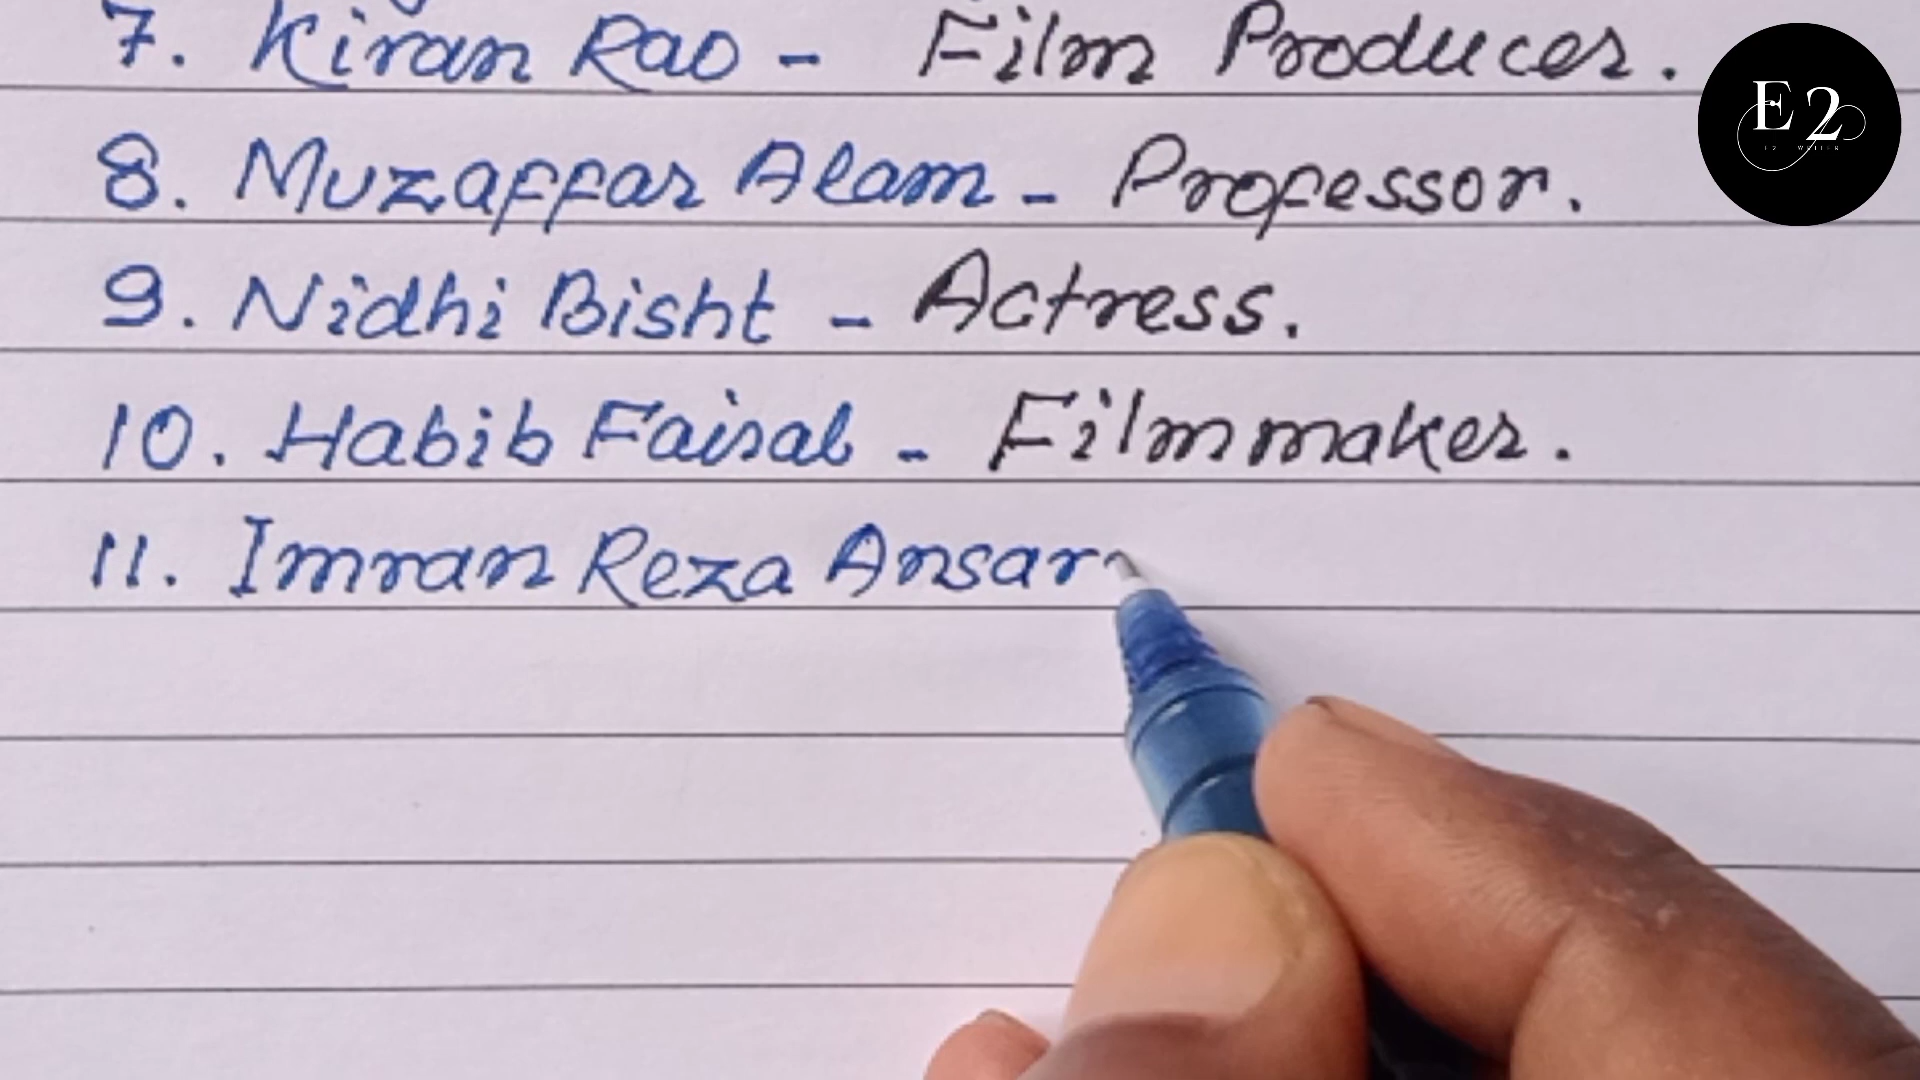 7. Kiran Rao - Film Producer.
8. Muzaffar Alam - Professor.
9. Nidhi Bisht - Actress.
10. Habib Faisal - Filmmaker.
11. Imran Reza Ansar
E2